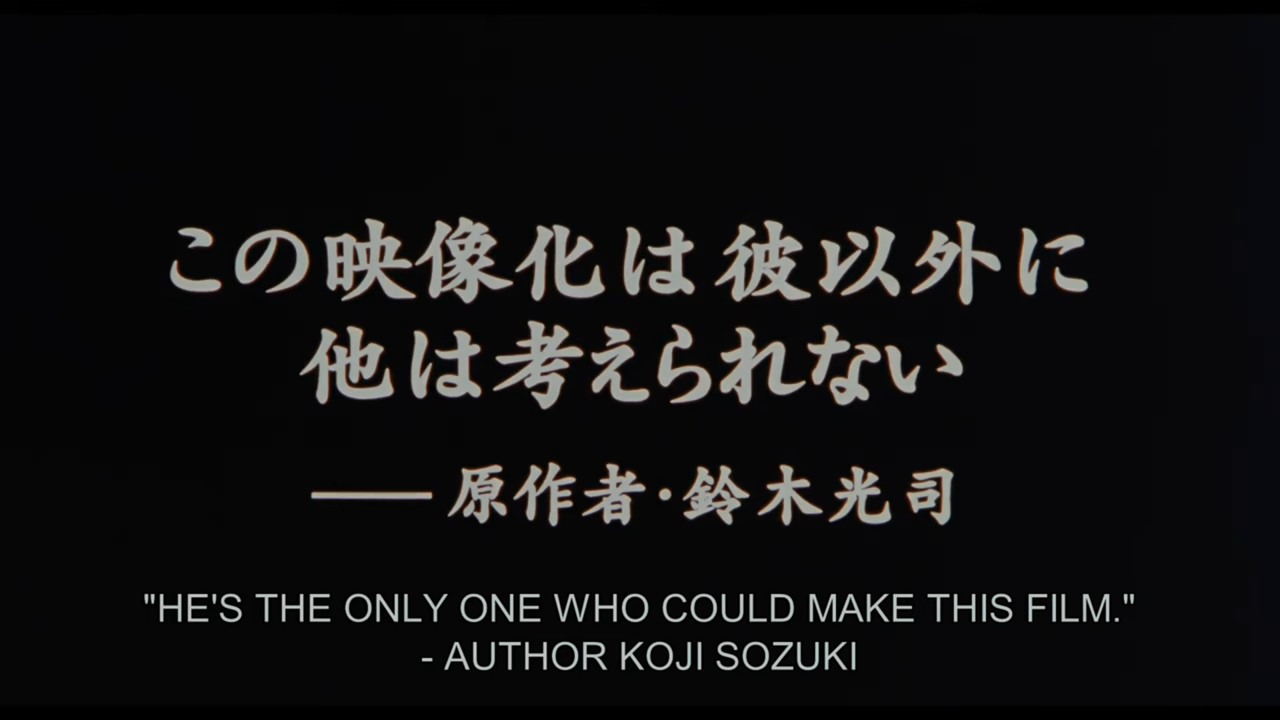 この映像化は彼以外に
他は考えられない
——原作者・鈴木光司
"HE'S THE ONLY ONE WHO COULD MAKE THIS FILM."
- AUTHOR KOJI SOZUKI